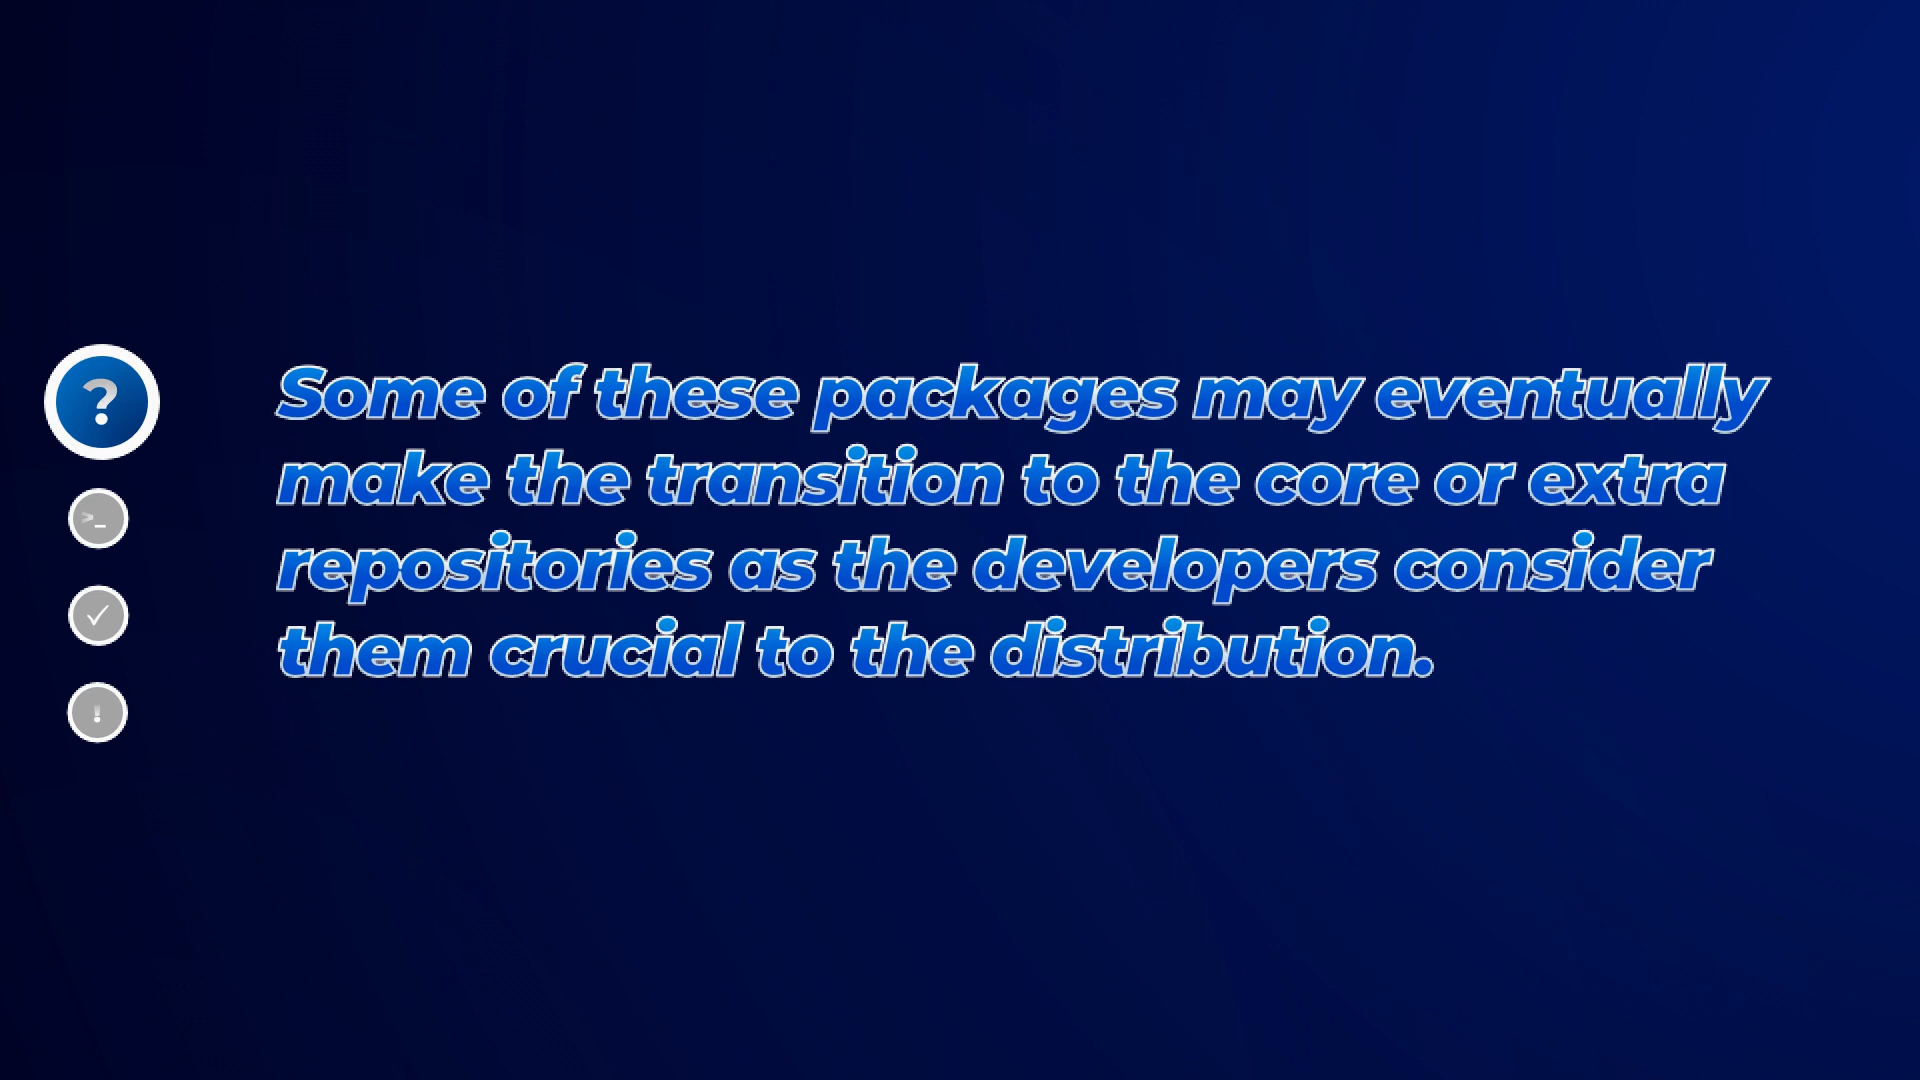 ?
Some of these packages may eventually
>_
make the transition to the core or extra
repositories as the developers consider
✓
them crucial to the distribution.
!